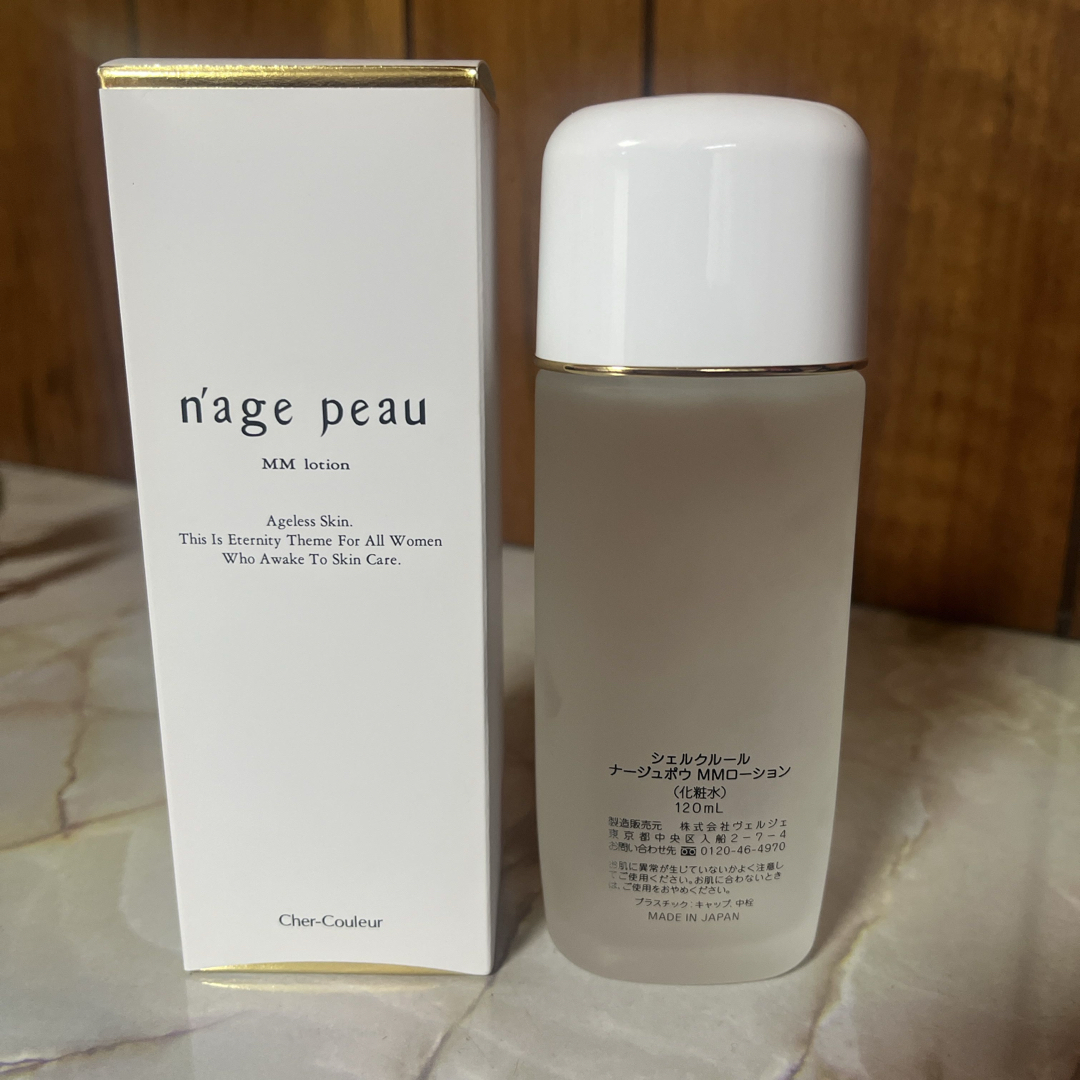 n'age peau
MM lotion
Ageless Skin.
This Is Eternity Theme For All Women
Who Awake To Skin Care.
Cher-Couleur
シェルクルール
ナージュポウ MMローション
（化粧水）
120mL
製造販売元 株式会社ヴェルジェ
東京都中央区入船2-7-4
お問い合わせ先 0120-46-4970
お肌に異常が生じていないかよく注意し
てご使用ください。お肌に合わないとき
は、ご使用をおやめください。
プラスチック：キャップ、中栓
MADE IN JAPAN